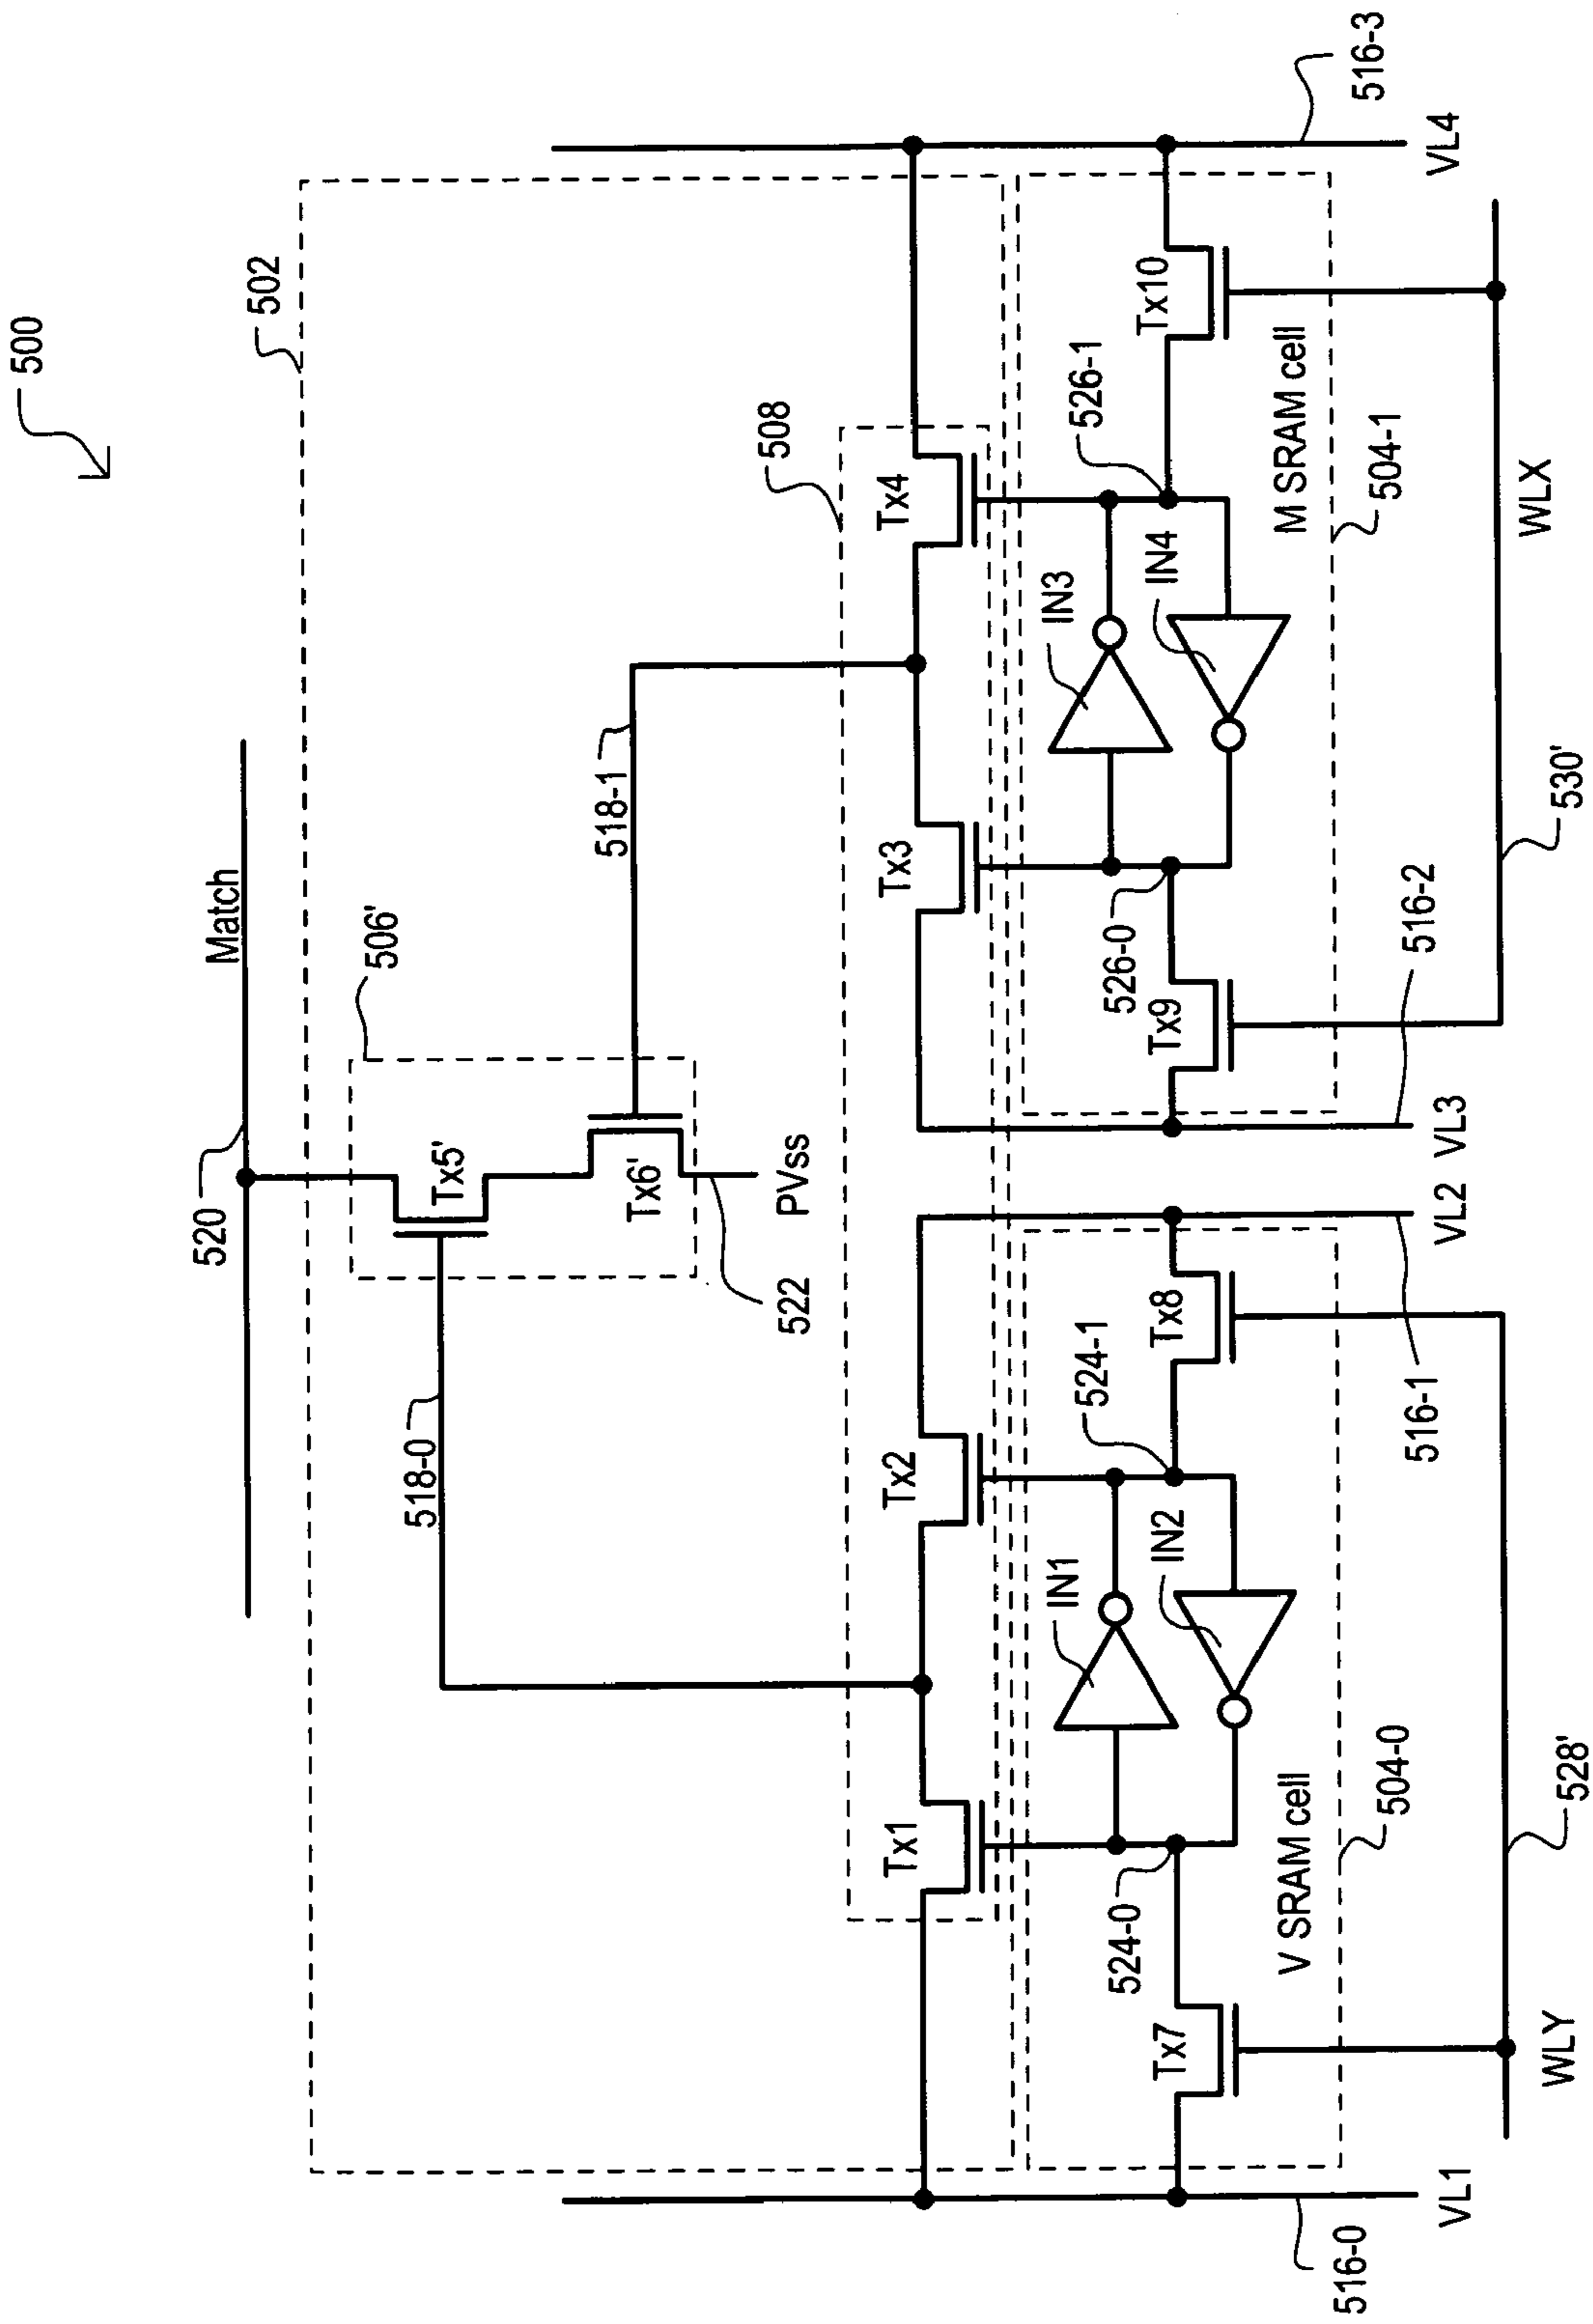 500
502
Match
520
506'
Tx5'
518-0
Tx6'
518-1
522
PVss
508
Tx1
Tx2
Tx3
Tx4
524-0
IN1
524-1
526-0
IN3
526-1
Tx7
IN2
Tx8
Tx9
IN4
Tx10
V SRAM cell
M SRAM cell
504-0
504-1
516-0
VL1
516-1
VL2
VL3
516-2
VL4
516-3
WLY
528'
530'
WLX